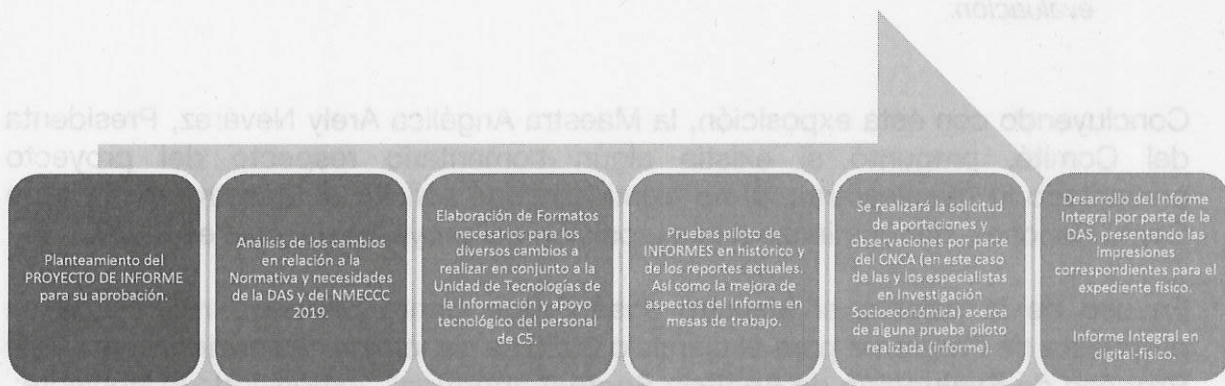 evaluación.
Concluyendo con ésta exposición, la Maestra Angélica Arely Nevárez, Presidenta
del Comité, preguntó si existía algún comentario respecto del proyecto
Planteamiento del
PROYECTO DE INFORME
para su aprobación.
Análisis de los cambios
en relación a la
Normativa y necesidades
de la DAS y del NMECCC
2019.
Elaboración de Formatos
necesarios para los
diversos cambios a
realizar en conjunto a la
Unidad de Tecnologías de
la Información y apoyo
tecnológico del personal
de C5.
Pruebas piloto de
INFORMES en histórico y
de los reportes actuales.
Así como la mejora de
aspectos del Informe en
mesas de trabajo.
Se realizará la solicitud
de aportaciones y
observaciones por parte
del CNCA (en este caso
de las y los especialistas
en Investigación
Socioeconómica) acerca
de alguna prueba piloto
realizada (informe).
Desarrollo del Informe
Integral por parte de la
DAS, presentando las
impresiones
correspondientes para el
expediente físico.
Informe Integral en
digital-físico.